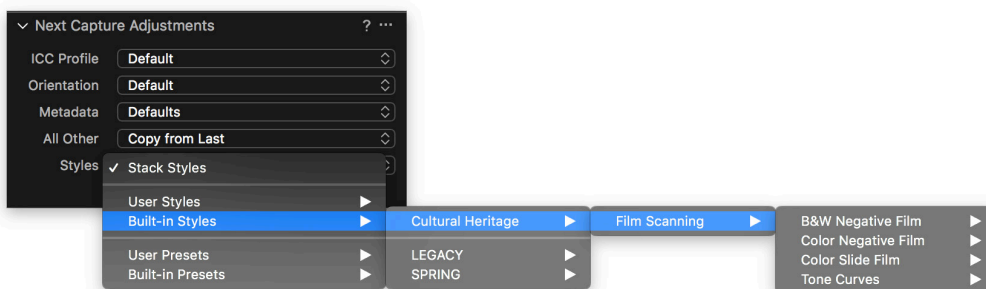 Next Capture Adjustments ? ...
ICC Profile Default
Orientation Default
Metadata Defaults
All Other Copy from Last
Styles ✓ Stack Styles
User Styles
Built-in Styles Cultural Heritage Film Scanning B&W Negative Film
Color Negative Film
User Presets LEGACY Color Slide Film
Built-in Presets SPRING Tone Curves